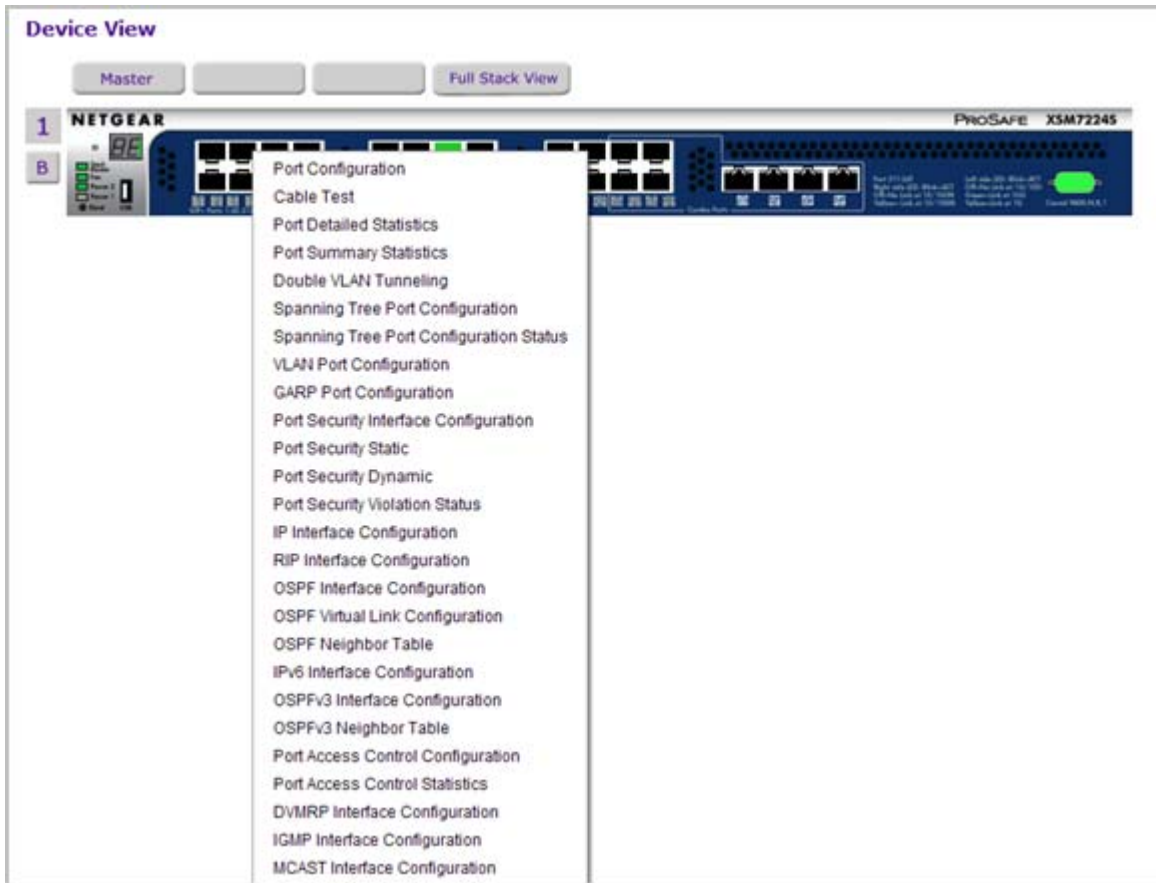 Device View
Master
Full Stack View
1
B
NETGEAR
PROSAFE XSM7224S
Port Configuration
Cable Test
Port Detailed Statistics
Port Summary Statistics
Double VLAN Tunneling
Spanning Tree Port Configuration
Spanning Tree Port Configuration Status
VLAN Port Configuration
GARP Port Configuration
Port Security Interface Configuration
Port Security Static
Port Security Dynamic
Port Security Violation Status
IP Interface Configuration
RIP Interface Configuration
OSPF Interface Configuration
OSPF Virtual Link Configuration
OSPF Neighbor Table
IPv6 Interface Configuration
OSPFv3 Interface Configuration
OSPFv3 Neighbor Table
Port Access Control Configuration
Port Access Control Statistics
DVMRP Interface Configuration
IGMP Interface Configuration
MCAST Interface Configuration